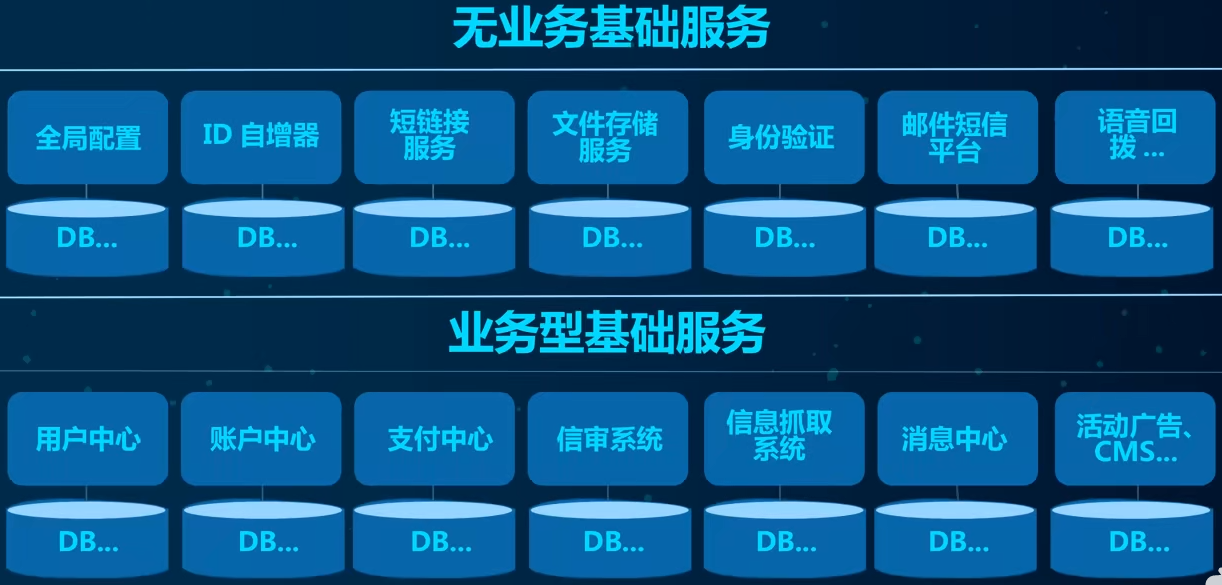 无业务基础服务
全局配置
ID 自增器
短链接
服务
文件存储
服务
身份验证
邮件短信
平台
语音回
拨 ...
DB...
DB...
DB...
DB...
DB...
DB...
DB...
业务型基础服务
用户中心
账户中心
支付中心
信审系统
信息抓取
系统
消息中心
活动广告、
CMS...
DB...
DB...
DB...
DB...
DB...
DB...
DB...